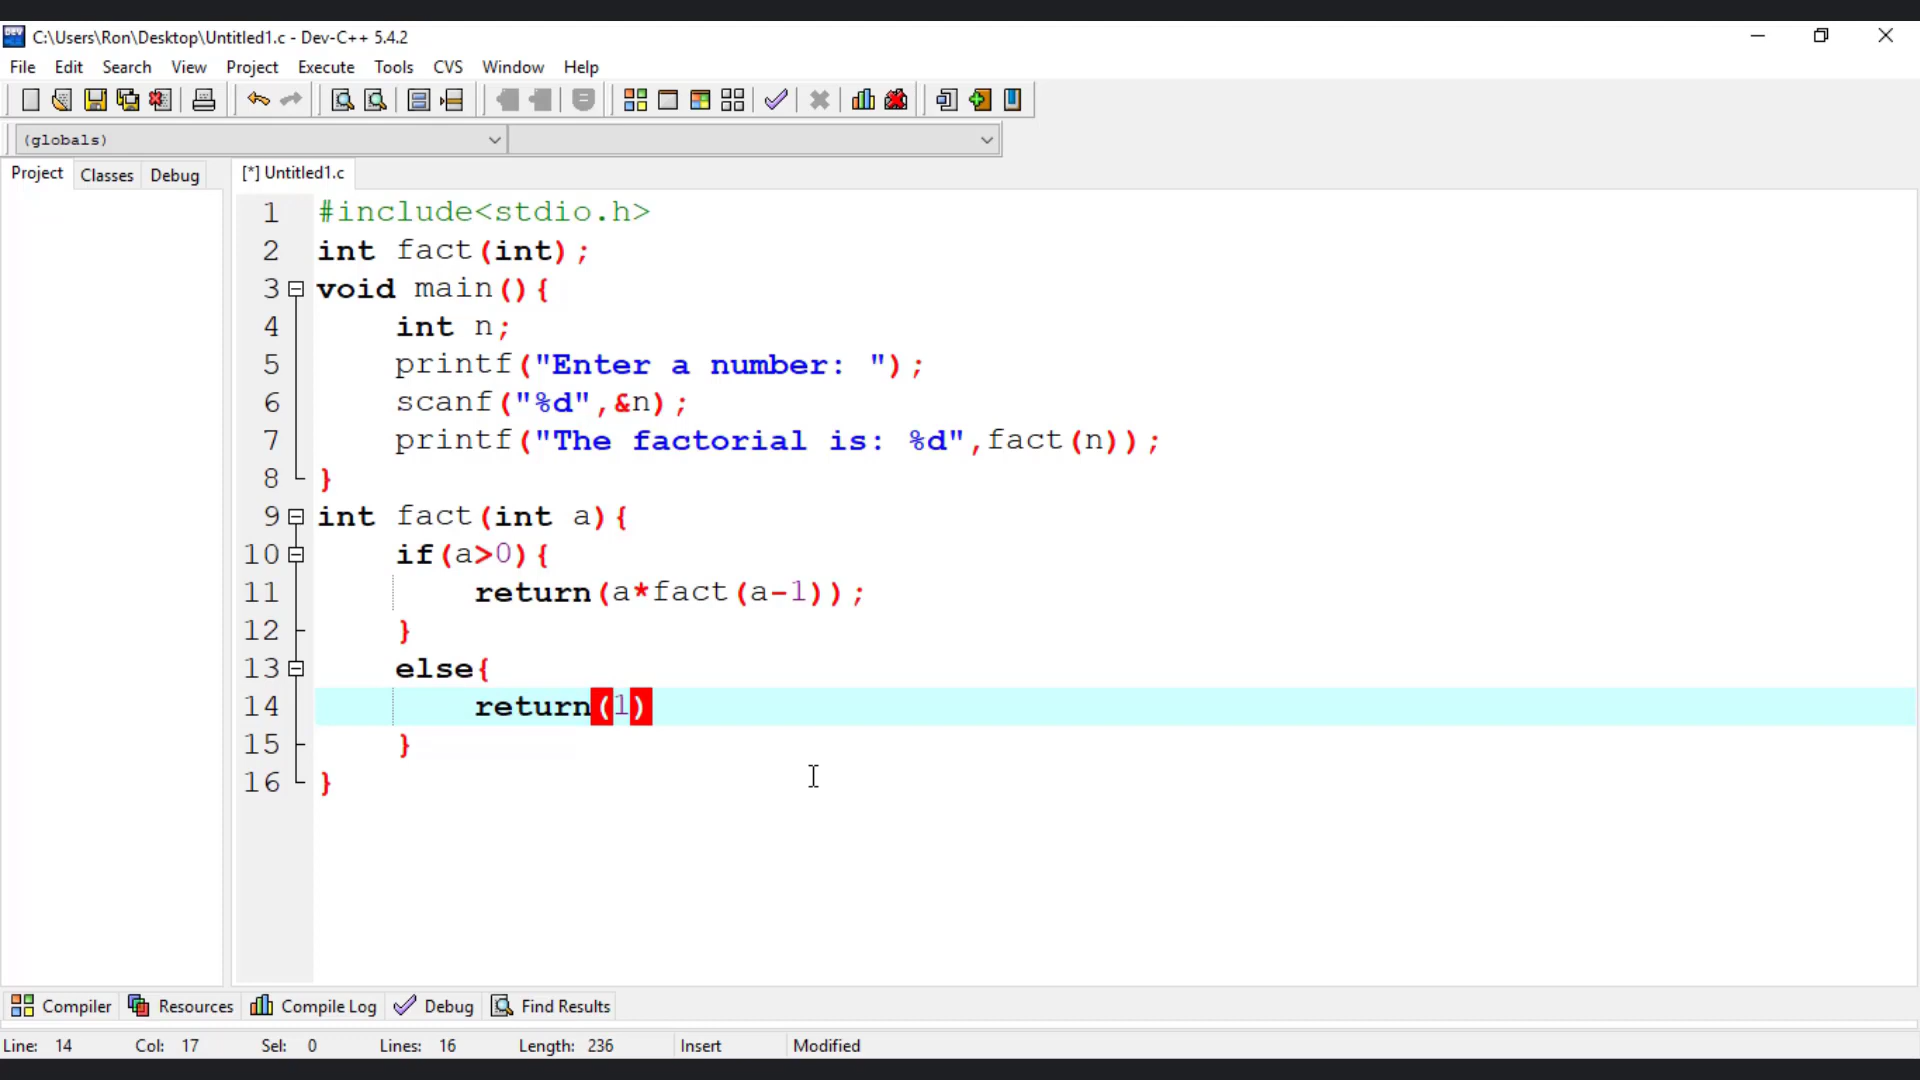 C:\Users\Ron\Desktop\Untitled1.c - Dev-C++ 5.4.2
File Edit Search View Project Execute Tools CVS Window Help
(globals)
Project Classes Debug [*] Untitled1.c
1 #include<stdio.h>
2 int fact(int);
3 void main(){
4 int n;
5 printf("Enter a number: ");
6 scanf("%d",&n);
7 printf("The factorial is: %d",fact(n));
8 }
9 int fact(int a){
10 if(a>0){
11 return(a*fact(a-1));
12 }
13 else{
14 return(1)
15 }
16 }
Compiler Resources Compile Log Debug Find Results
Line: 14 Col: 17 Sel: 0 Lines: 16 Length: 236 Insert Modified